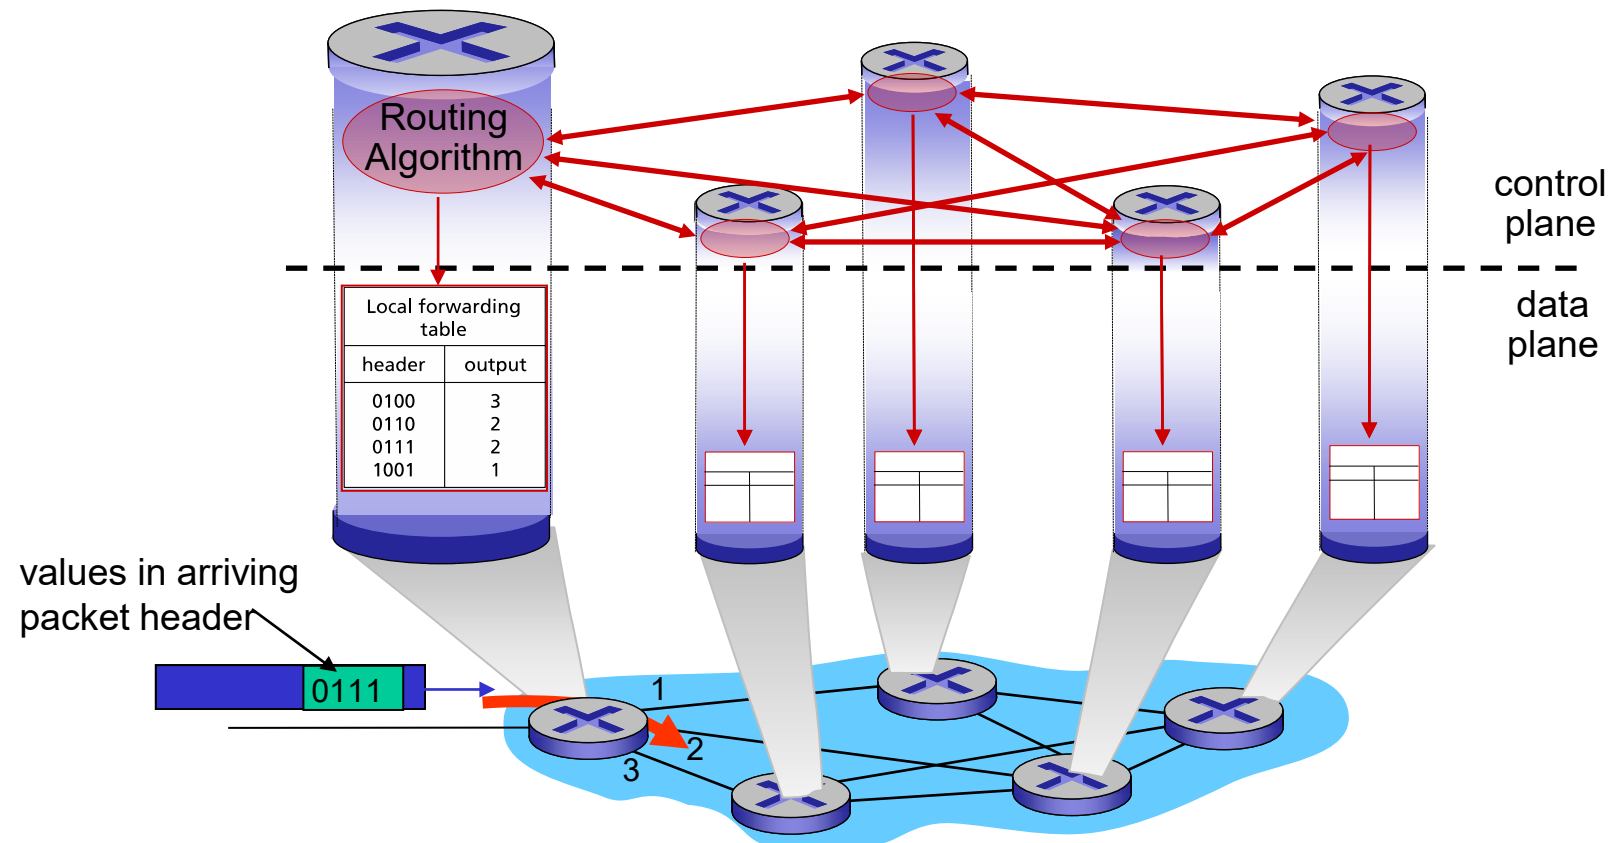 Routing
Algorithm
control
plane
data
plane
Local forwarding
table
header output
0100 3
0110 2
0111 2
1001 1
values in arriving
packet header
0111
1
2
3